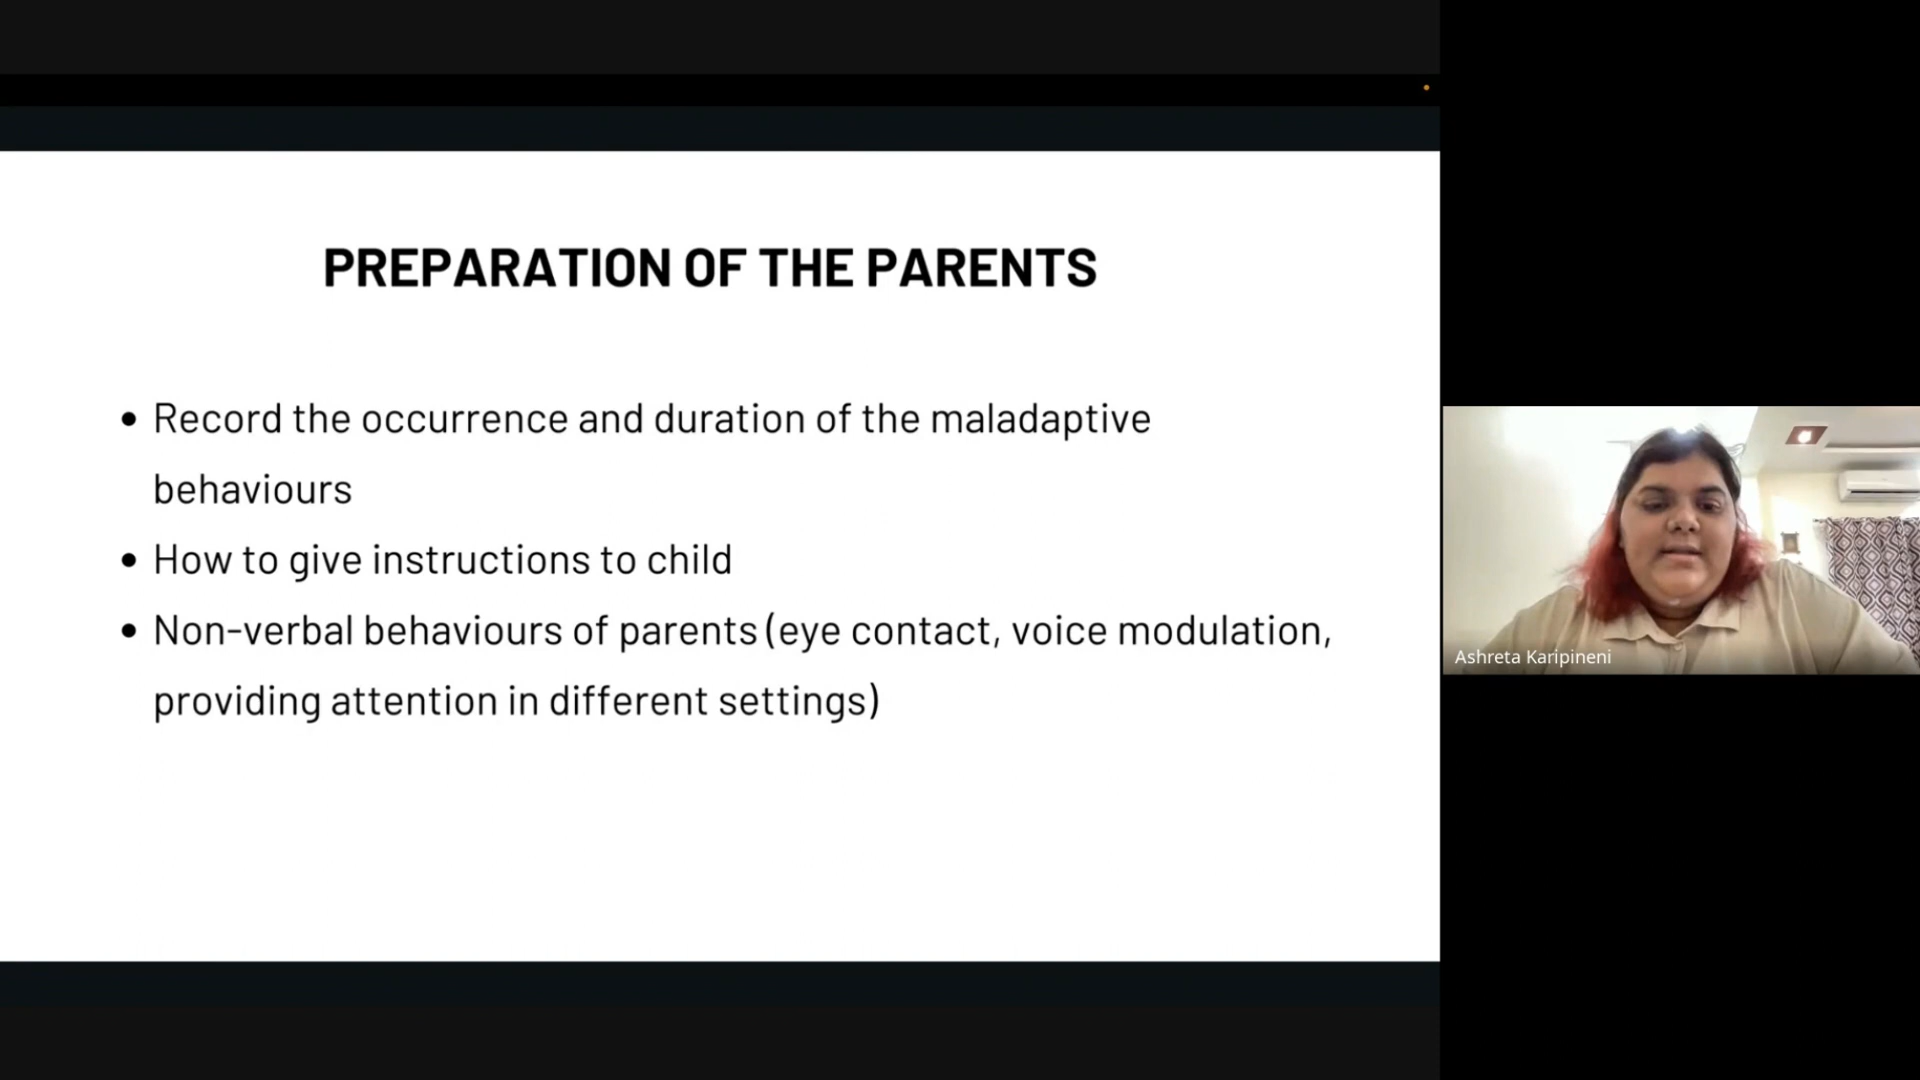 PREPARATION OF THE PARENTS
• Record the occurrence and duration of the maladaptive
behaviours
• How to give instructions to child
• Non-verbal behaviours of parents (eye contact, voice modulation,
providing attention in different settings)
Ashreta Karipineni